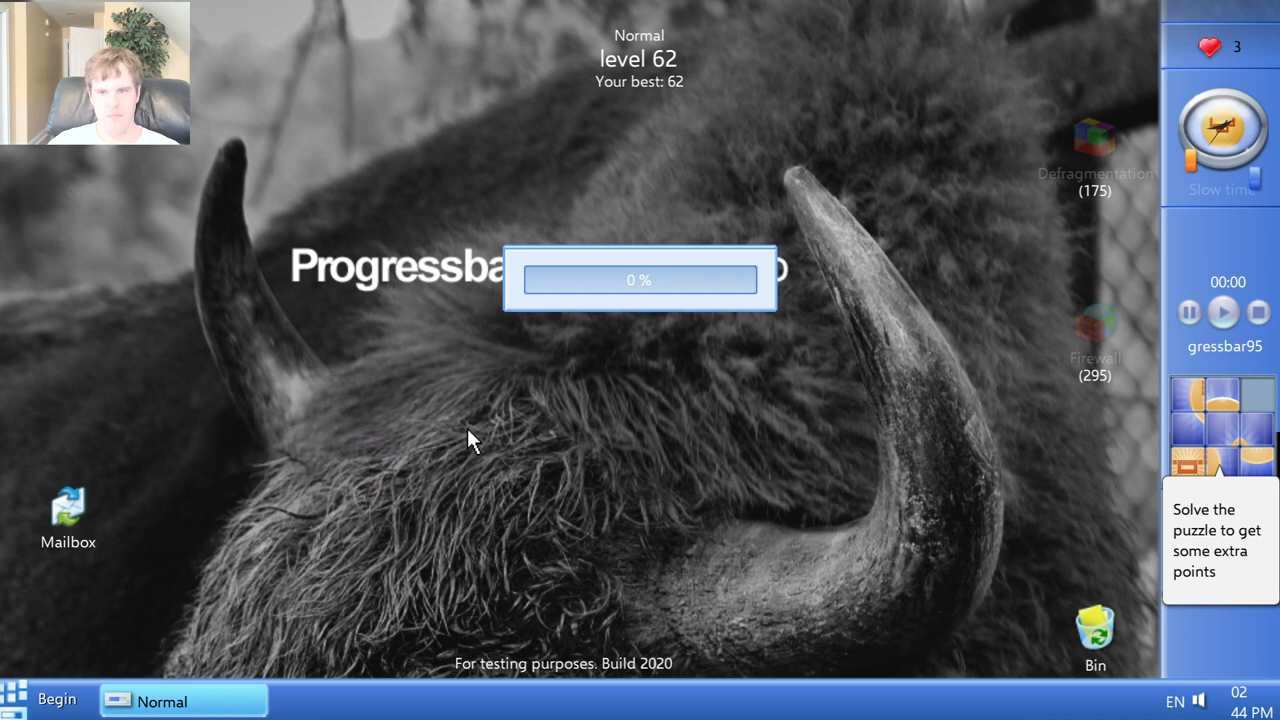 Normal
level 62
Your best: 62
3
Defragmentation
(175)
Slow time
Progressba
0 %
00:00
gressbar95
Firewall
(295)
Solve the
puzzle to get
some extra
points
Mailbox
For testing purposes. Build 2020
Bin
Begin
Normal
EN
02
44 PM